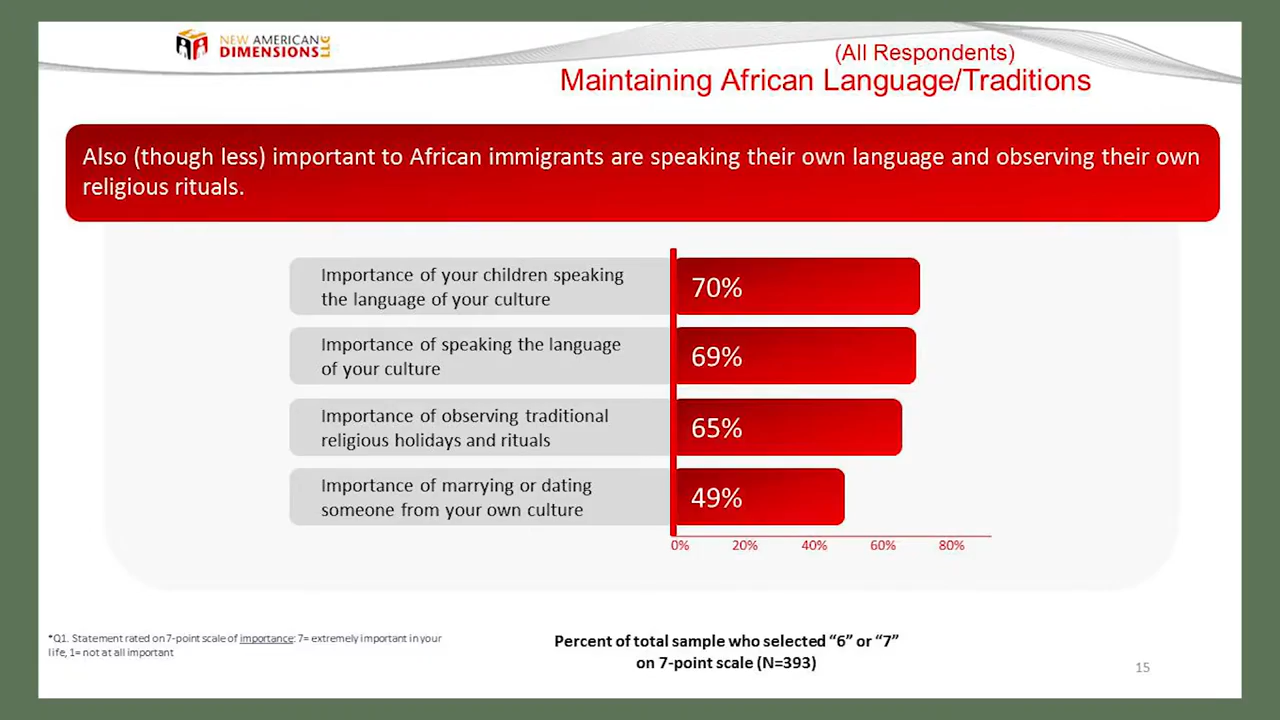 NEW AMERICAN
DIMENSIONS LLC
(All Respondents)
Maintaining African Language/Traditions
Also (though less) important to African immigrants are speaking their own language and observing their own
religious rituals.
Importance of your children speaking
the language of your culture
70%
Importance of speaking the language
of your culture
69%
Importance of observing traditional
religious holidays and rituals
65%
Importance of marrying or dating
someone from your own culture
49%
0% 20% 40% 60% 80%
*Q1. Statement rated on 7-point scale of importance: 7= extremely important in your
life, 1= not at all important
Percent of total sample who selected “6” or “7”
on 7-point scale (N=393)
15